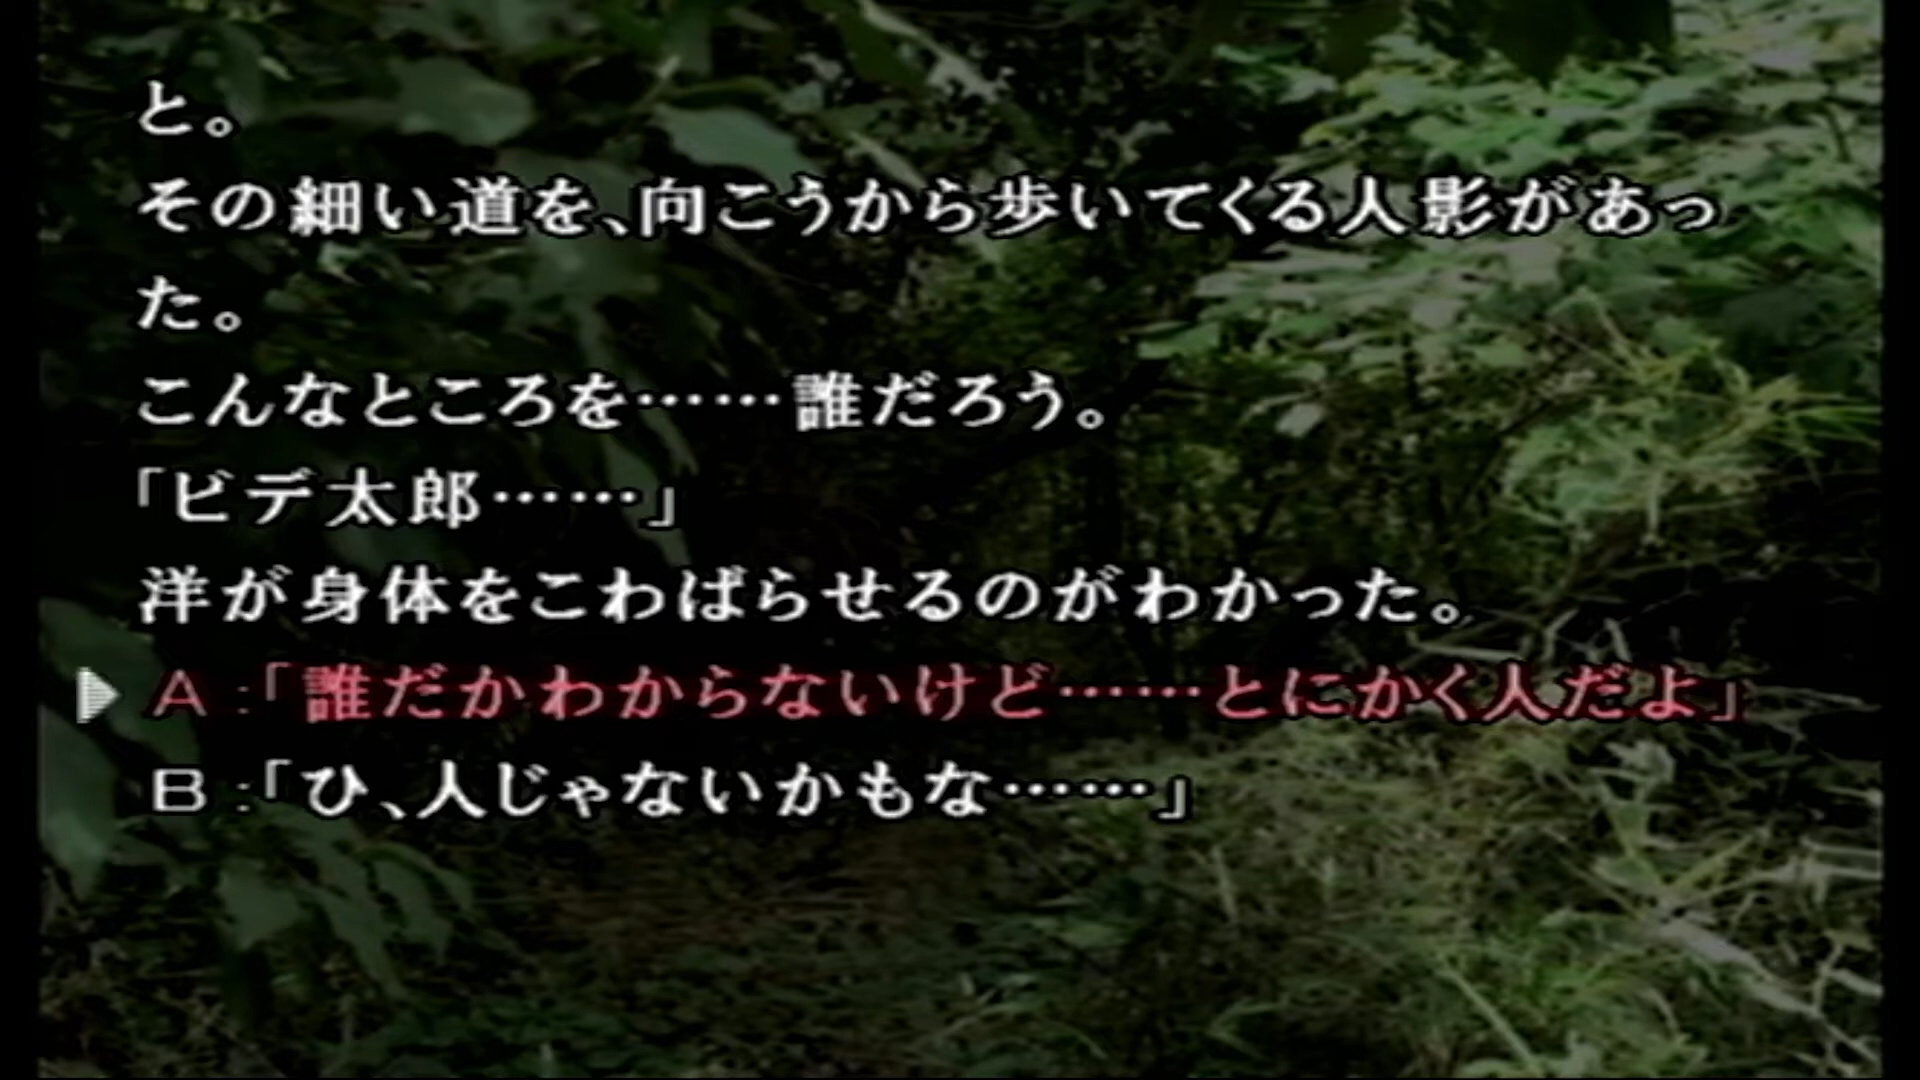 と。
その細い道を、向こうから歩いてくる人影があっ
た。
こんなところを……誰だろう。
「ビデ太郎……」
洋が身体をこわばらせるのがわかった。
A:「誰だかわからないけど……とにかく人だよ」
B:「ひ、人じゃないかもな……」